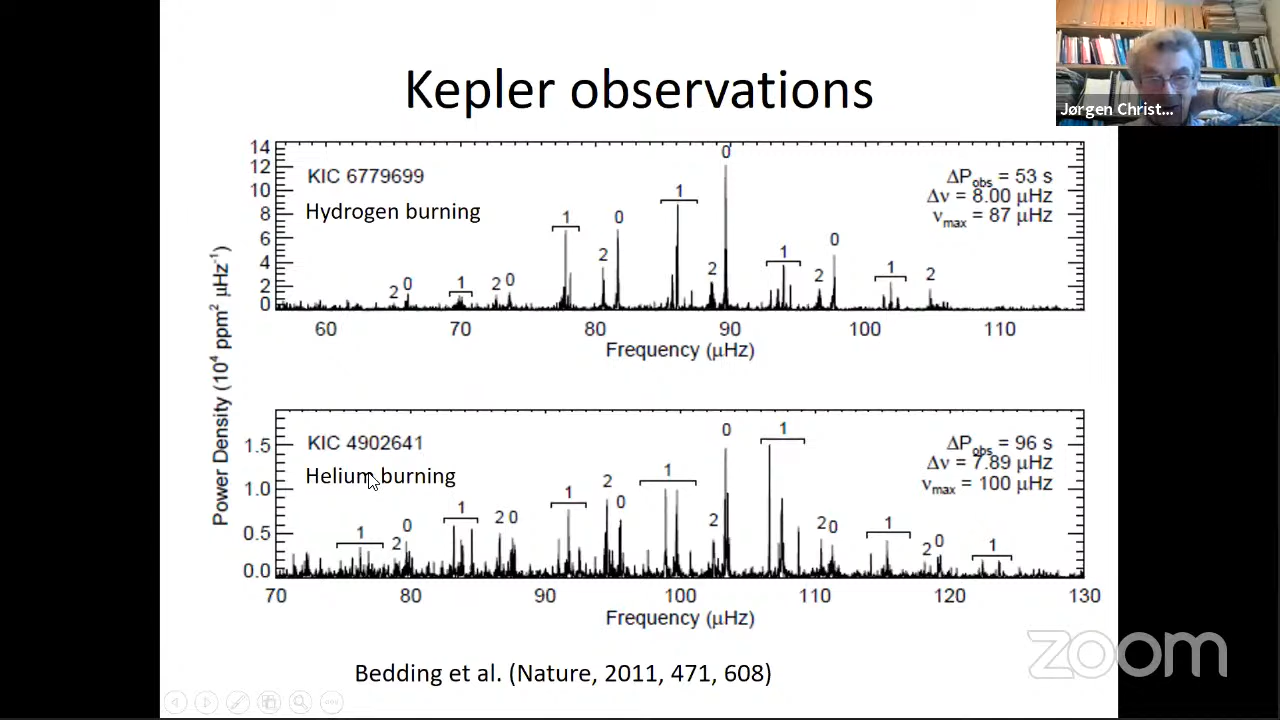 Kepler observations
Jørgen Christ...
KIC 6779699
Hydrogen burning
ΔPobs = 53 s
Δν = 8.00 μHz
νmax = 87 μHz
14
12
10
8
6
4
2
0
2 0 1 2 0 1 2 0 1 2 0 1 2 0 1 2
60 70 80 90 100 110
Frequency (μHz)
Power Density (10⁴ ppm² μHz⁻¹)
KIC 4902641
Helium burning
ΔPobs = 96 s
Δν = 7.89 μHz
νmax = 100 μHz
1.5
1.0
0.5
0.0
1 2 0 1 2 0 1 2 0 1 2 0 1 2 0 1 2 0 1
70 80 90 100 110 120 130
Frequency (μHz)
zoom
Bedding et al. (Nature, 2011, 471, 608)